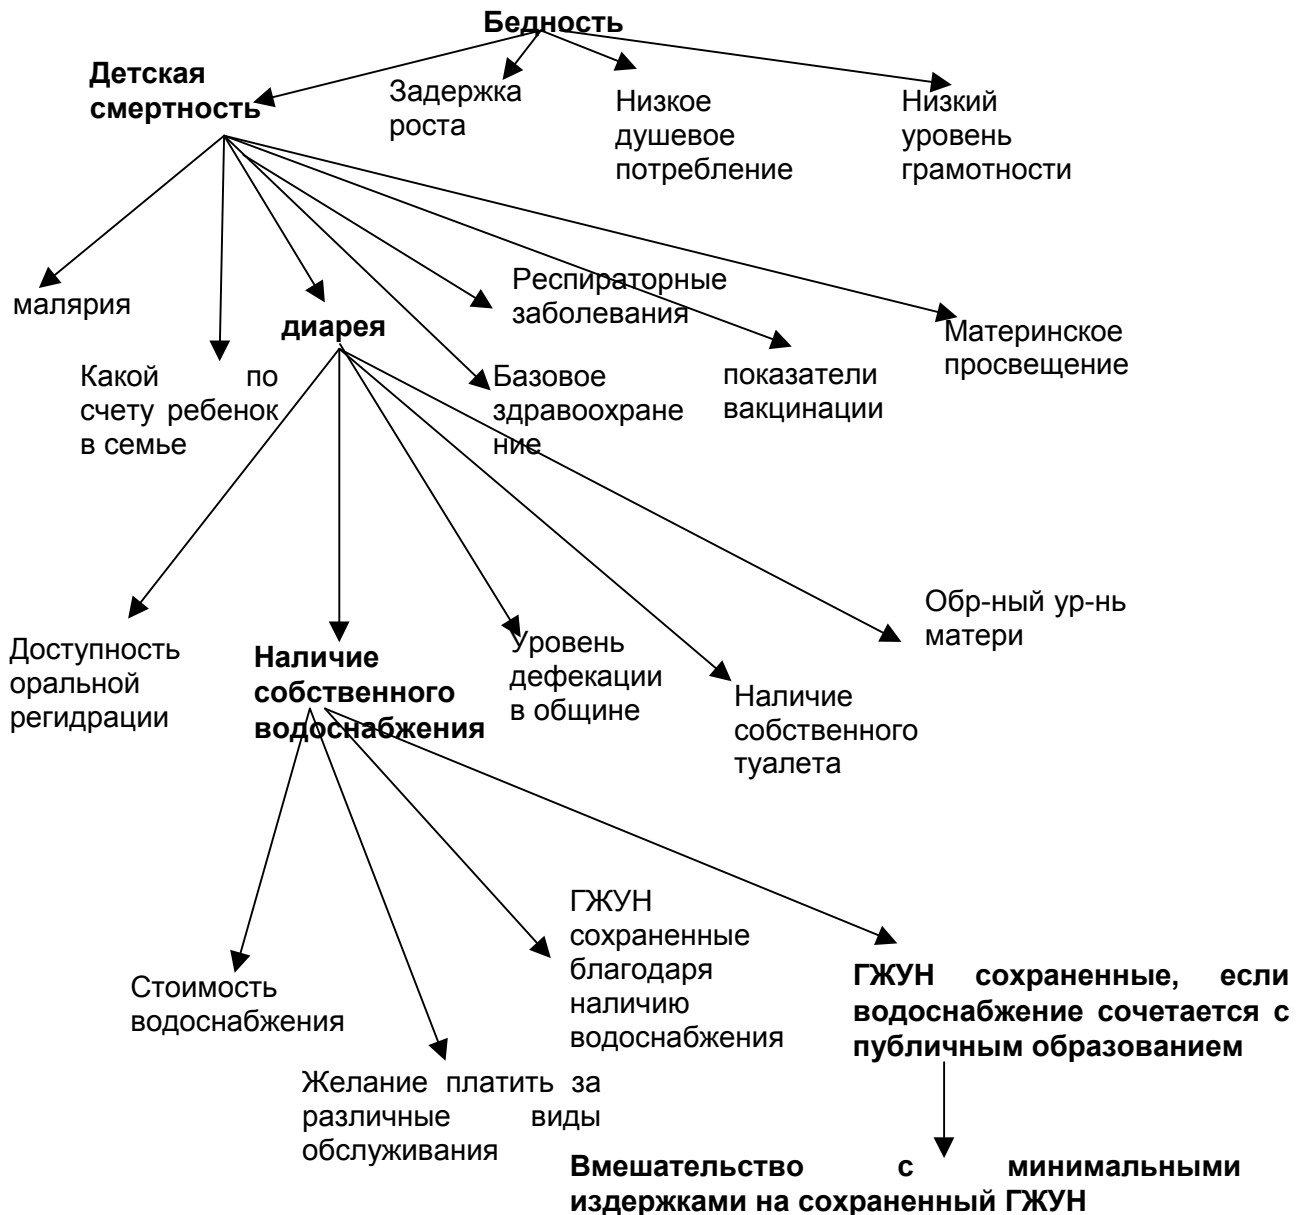 Бедность
Детская
смертность
Задержка
роста
Низкое
душевое
потребление
Низкий
уровень
грамотности
малярия
диарея
Респираторные
заболевания
Материнское
просвещение
Какой по
счету ребенок
в семье
Базовое
здравоохране
ние
показатели
вакцинации
Доступность
оральной
регидрации
Наличие
собственного
водоснабжения
Уровень
дефекации
в общине
Наличие
собственного
туалета
Обр-ный ур-нь
матери
Стоимость
водоснабжения
Желание платить за
различные виды
обслуживания
ГЖУН
сохраненные
благодаря
наличию
водоснабжения
ГЖУН сохраненные, если
водоснабжение сочетается с
публичным образованием
Вмешательство с минимальными
издержками на сохраненный ГЖУН